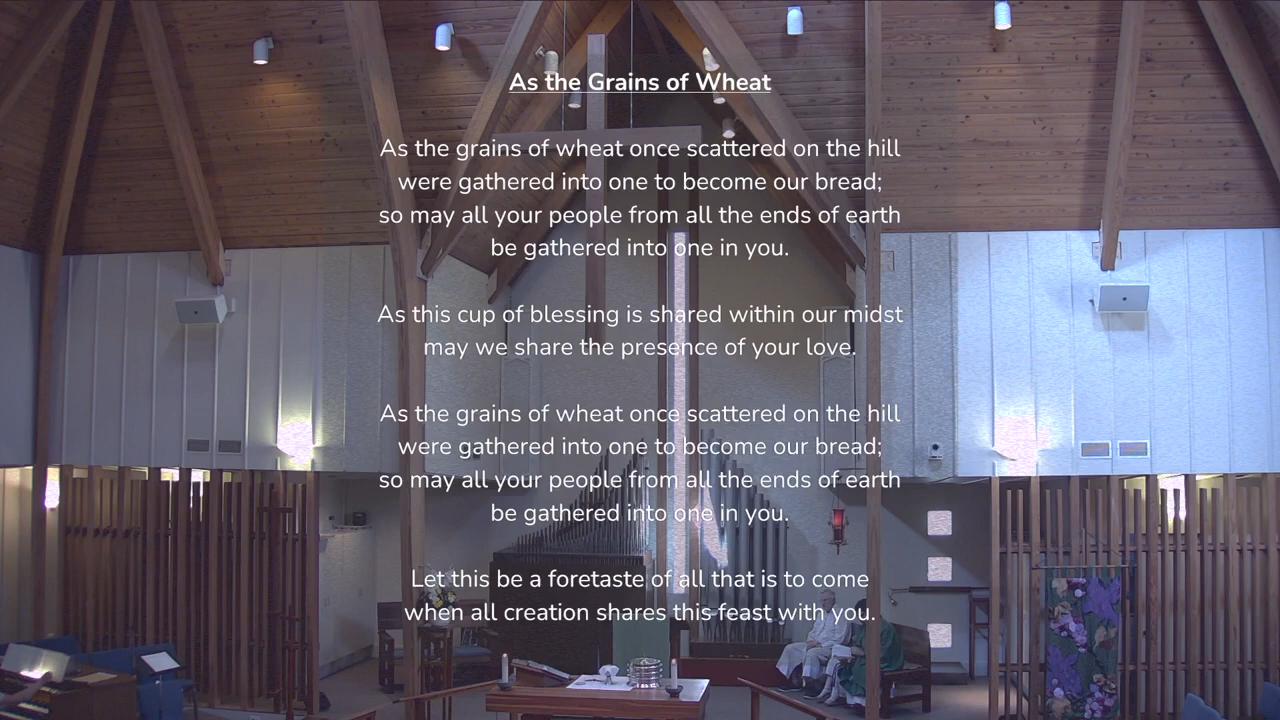 As the Grains of Wheat
As the grains of wheat once scattered on the hill
were gathered into one to become our bread;
so may all your people from all the ends of earth
be gathered into one in you.
As this cup of blessing is shared within our midst
may we share the presence of your love.
As the grains of wheat once scattered on the hill
were gathered into one to become our bread;
so may all your people from all the ends of earth
be gathered into one in you.
Let this be a foretaste of all that is to come
when all creation shares this feast with you.